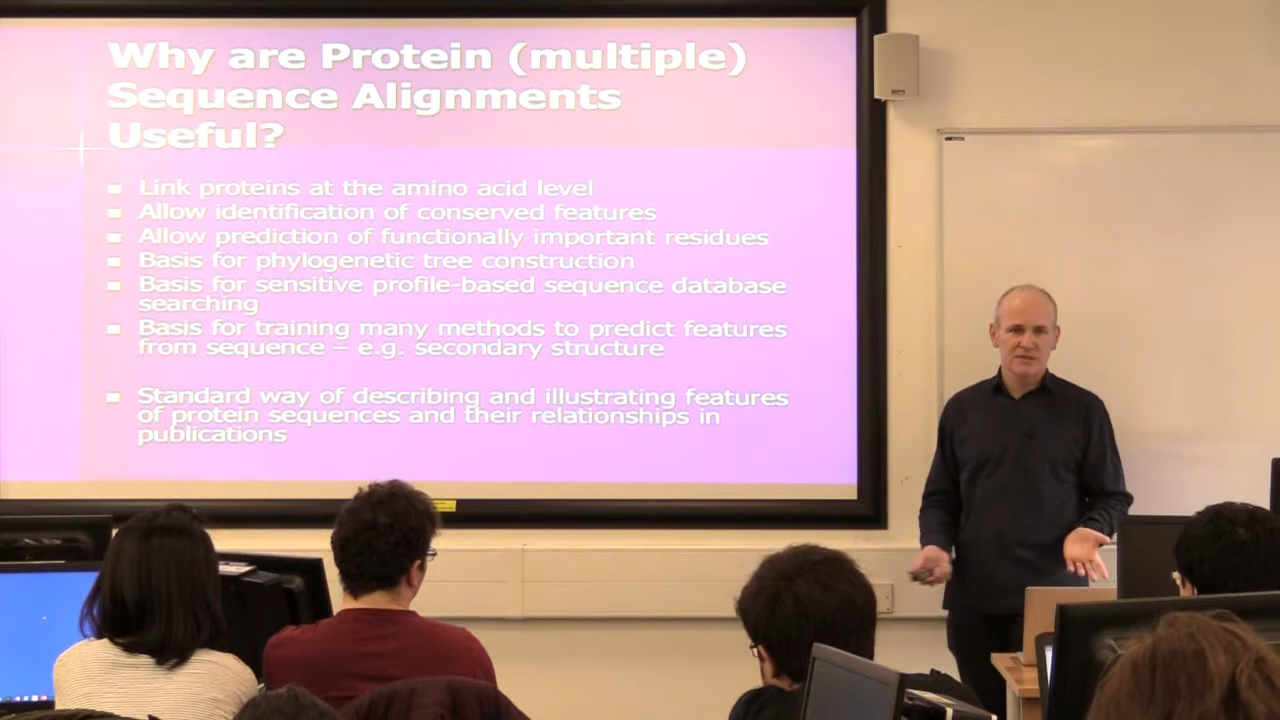 Why are Protein (multiple)
Sequence Alignments
Useful?
Link proteins at the amino acid level
Allow identification of conserved features
Allow prediction of functionally important residues
Basis for phylogenetic tree construction
Basis for sensitive profile-based sequence database
searching
Basis for training many methods to predict features
from sequence – e.g. secondary structure
Standard way of describing and illustrating features
of protein sequences and their relationships in
publications